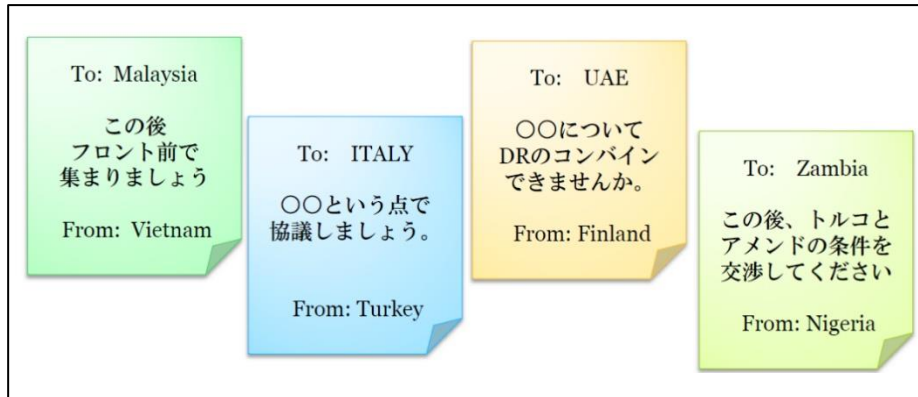 To: Malaysia
この後
フロント前で
集まりましょう
From: Vietnam
To: ITALY
〇〇という点で
協議しましょう。
From: Turkey
To: UAE
〇〇について
DRのコンバイン
できませんか。
From: Finland
To: Zambia
この後、トルコと
アメンドの条件を
交渉してください
From: Nigeria